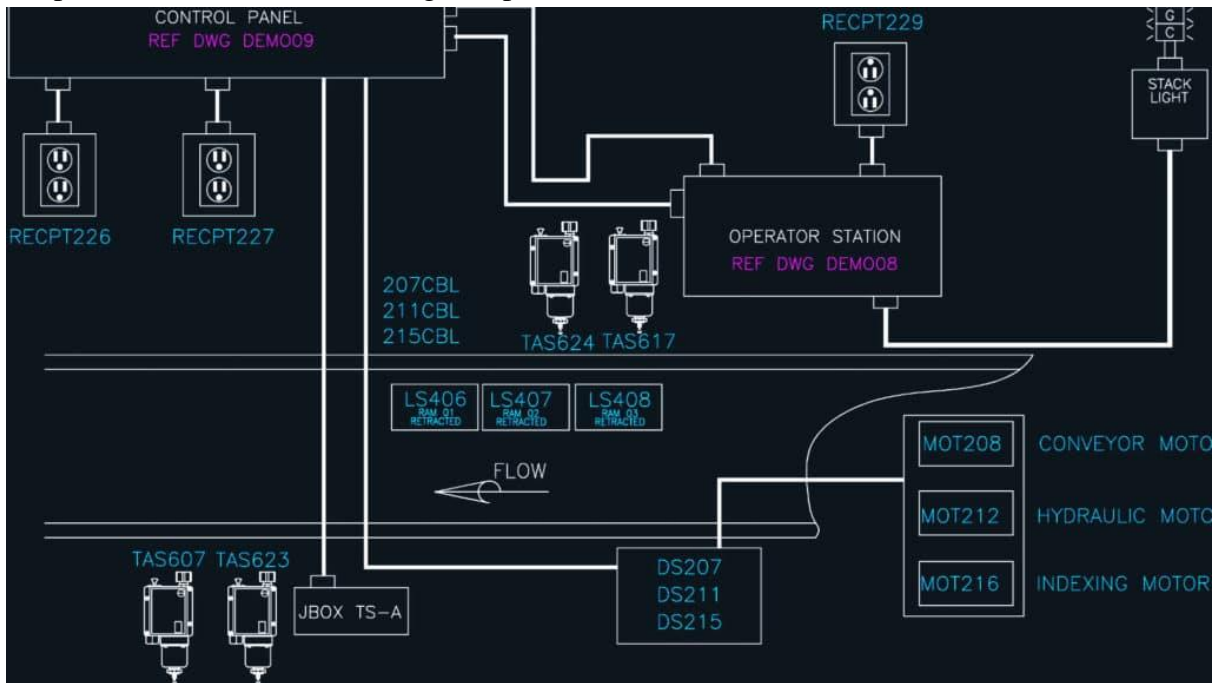 CONTROL PANEL
REF DWG DEMO09
RECPT229
G
C
STACK
LIGHT
RECPT226
RECPT227
OPERATOR STATION
REF DWG DEMO08
207CBL
211CBL
215CBL
TAS624 TAS617
LS406
RAM 01
RETRACTED
LS407
RAM 02
RETRACTED
LS408
RAM 03
RETRACTED
FLOW
MOT208
CONVEYOR MOTO
MOT212
HYDRAULIC MOTO
MOT216
INDEXING MOTOR
TAS607 TAS623
JBOX TS-A
DS207
DS211
DS215